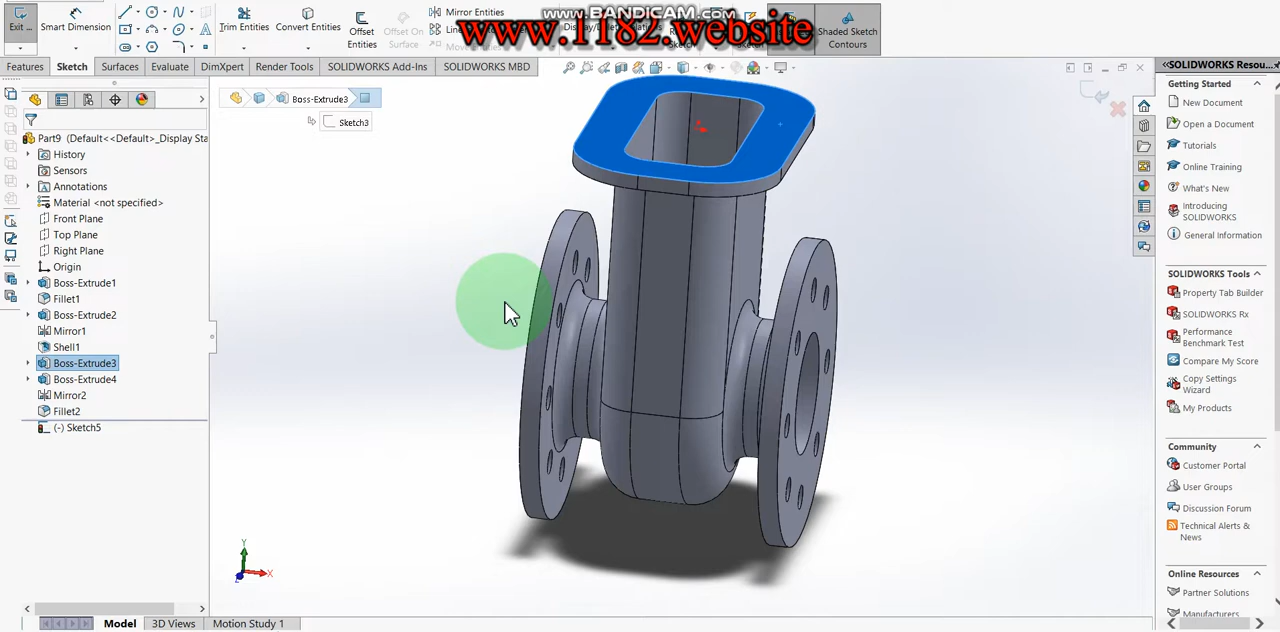 www.BANDICAM.com
www.1182.website
Exit ...
Smart Dimension
Trim Entities
Convert Entities
Offset
Entities
Offset On
Surface
Mirror Entities
Shaded Sketch
Contours
Features
Sketch
Surfaces
Evaluate
DimXpert
Render Tools
SOLIDWORKS Add-Ins
SOLIDWORKS MBD
Boss-Extrude3
Sketch3
Part9 (Default<<Default>_Display Sta
History
Sensors
Annotations
Material <not specified>
Front Plane
Top Plane
Right Plane
Origin
Boss-Extrude1
Fillet1
Boss-Extrude2
Mirror1
Shell1
Boss-Extrude3
Boss-Extrude4
Mirror2
Fillet2
(-) Sketch5
Y
X
Z
Model
3D Views
Motion Study 1
SOLIDWORKS Resou...
Getting Started
New Document
Open a Document
Tutorials
Online Training
What's New
Introducing
SOLIDWORKS
General Information
SOLIDWORKS Tools
Property Tab Builder
SOLIDWORKS Rx
Performance
Benchmark Test
Compare My Score
Copy Settings
Wizard
My Products
Community
Customer Portal
User Groups
Discussion Forum
Technical Alerts &
News
Online Resources
Partner Solutions
Manufacturers